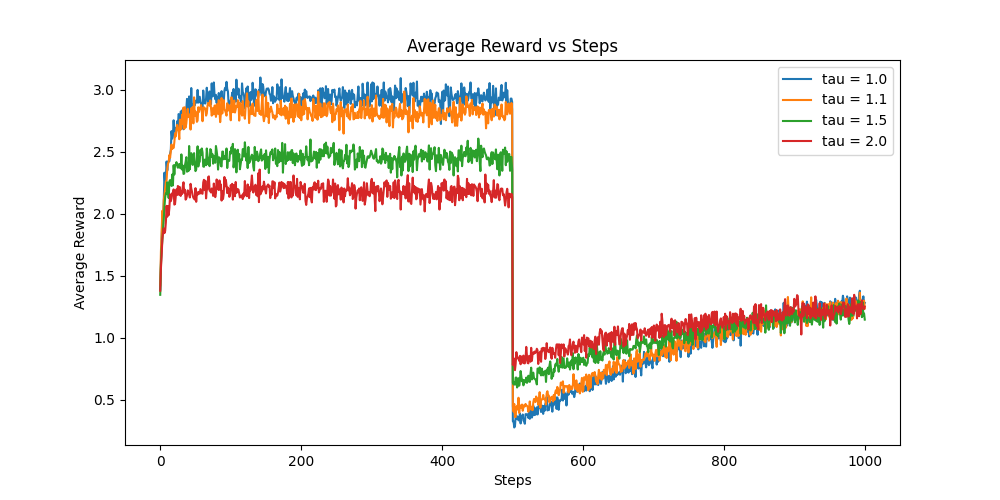 Average Reward vs Steps
tau = 1.0
tau = 1.1
tau = 1.5
tau = 2.0
3.0
2.5
2.0
1.5
1.0
0.5
Average Reward
0
200
400
600
800
1000
Steps